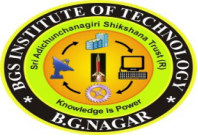 BGS INSTITUTE OF TECHNOLOGY
Sri Adichunchanagiri Shikshana Trust (R)
Knowledge is Power
* B.G.NAGAR *